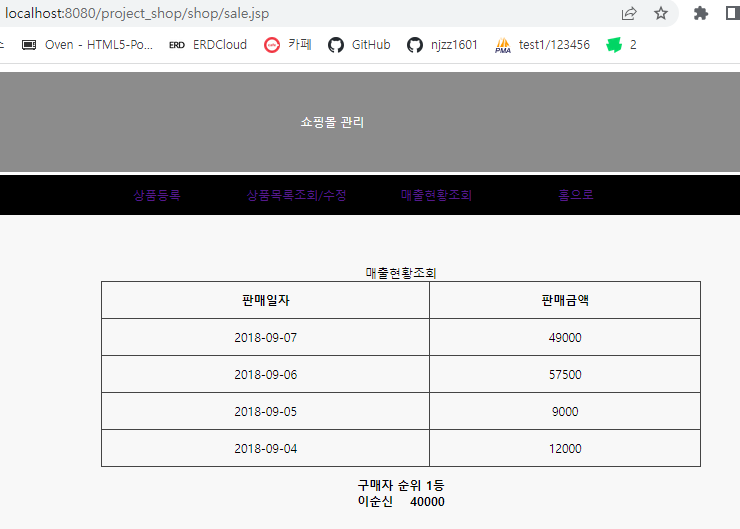 localhost:8080/project_shop/shop/sale.jsp
Oven - HTML5-Po... ERD ERDCloud 카페 GitHub njzz1601 PMA test1/123456 2
쇼핑몰 관리
상품등록 상품목록조회/수정 매출현황조회 홈으로
매출현황조회
판매일자 판매금액
2018-09-07 49000
2018-09-06 57500
2018-09-05 9000
2018-09-04 12000
구매자 순위 1등
이순신 40000